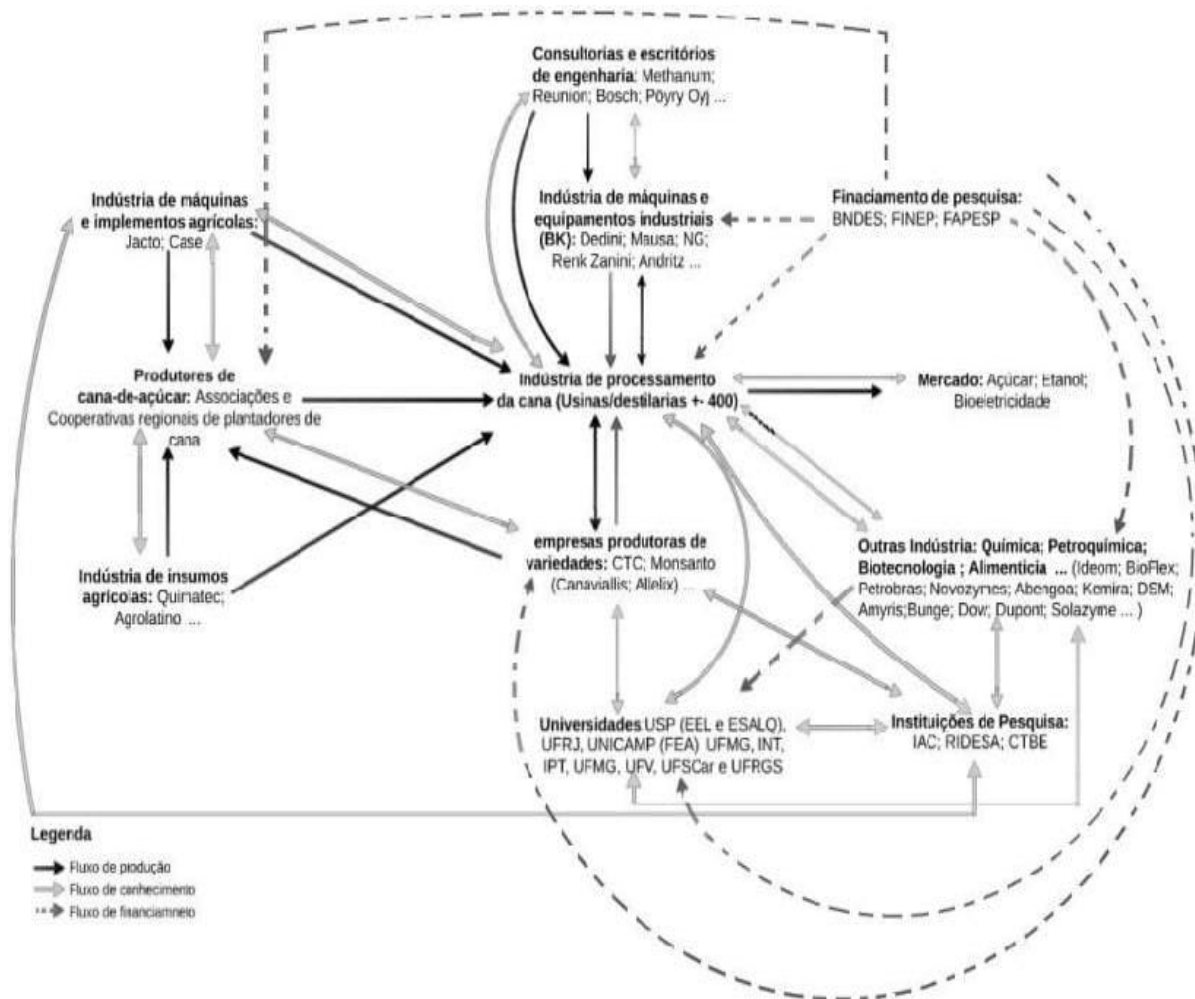 Consultorias e escritórios
de engenharia: Methanum;
Reunion; Bosch; Pöyry Oyj ...
Indústria de máquinas
e implementos agrícolas:
Jacto; Case
Indústria de máquinas e
equipamentos industriais
(BK): Dedini; Mausa; NG;
Renk Zanini; Andritz ...
Finaciamento de pesquisa:
BNDES; FINEP; FAPESP
Produtores de
cana-de-açúcar: Associações e
Cooperativas regionais de plantadores de
cana
Indústria de processamento
da cana (Usinas/destilarias +- 400)
Mercado: Açúcar; Etanol;
Bioeletricidade
Indústria de insumos
agrícolas: Quimatec;
Agrolatino ...
empresas produtoras de
variedades: CTC; Monsanto
(Canaviallis; Allelix) ...
Outras Indústria: Química; Petroquímica;
Biotecnologia ; Alimenticia ... (Ideom; BioFlex;
Petrobras; Novozymes; Abengoa; Kemira; DSM;
Amyris;Bunge; Dow; Dupont; Solazyme ... )
Universidades USP (EEL e ESALQ),
UFRJ, UNICAMP (FEA) UFMG, INT,
IPT, UFMG, UFV, UFSCar e UFRGS
Instituições de Pesquisa:
IAC; RIDESA; CTBE
Legenda
Fluxo de produção
Fluxo de conhecimento
Fluxo de financiamneio